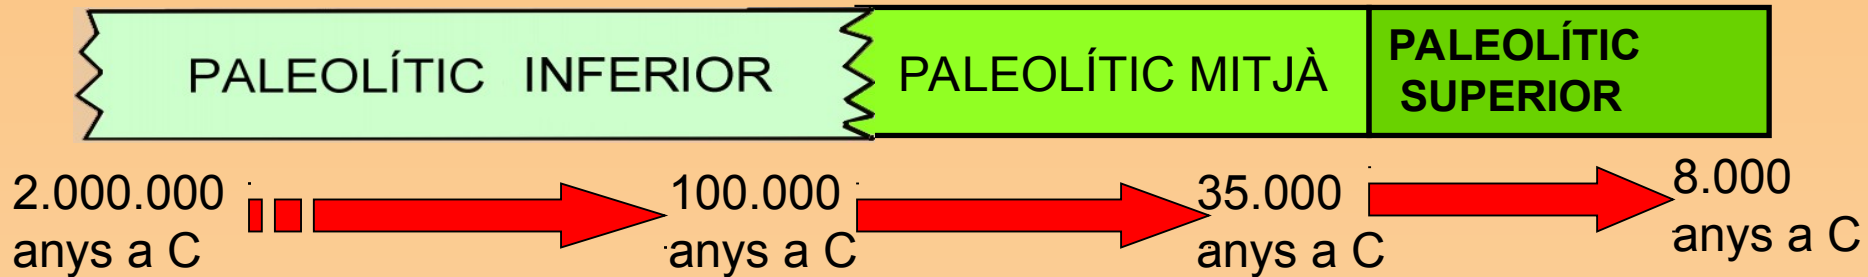 PALEOLÍTIC INFERIOR
PALEOLÍTIC MITJÀ
PALEOLÍTIC
SUPERIOR
2.000.000
anys a C
100.000
anys a C
35.000
anys a C
8.000
anys a C